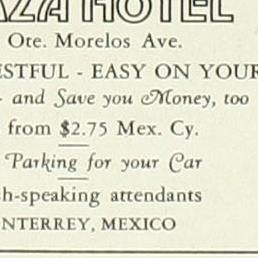 AZA HOTEL
Ote. Morelos Ave.
ESTFUL - EASY ON YOUR
- and Save you Money, too
from $2.75 Mex. Cy.
Parking for your Car
h-speaking attendants
NTERREY, MEXICO